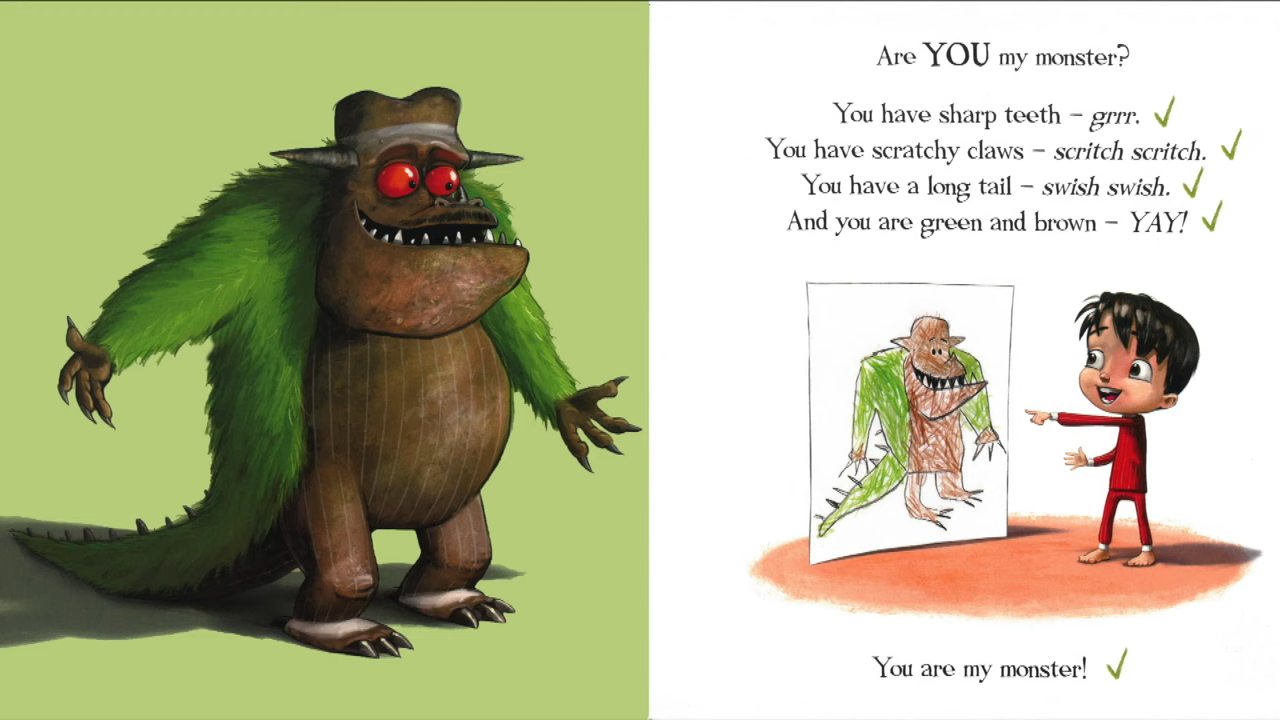 Are YOU my monster?
You have sharp teeth – grrr. ✓
You have scratchy claws – scritch scritch. ✓
You have a long tail – swish swish. ✓
And you are green and brown – YAY! ✓
You are my monster! ✓